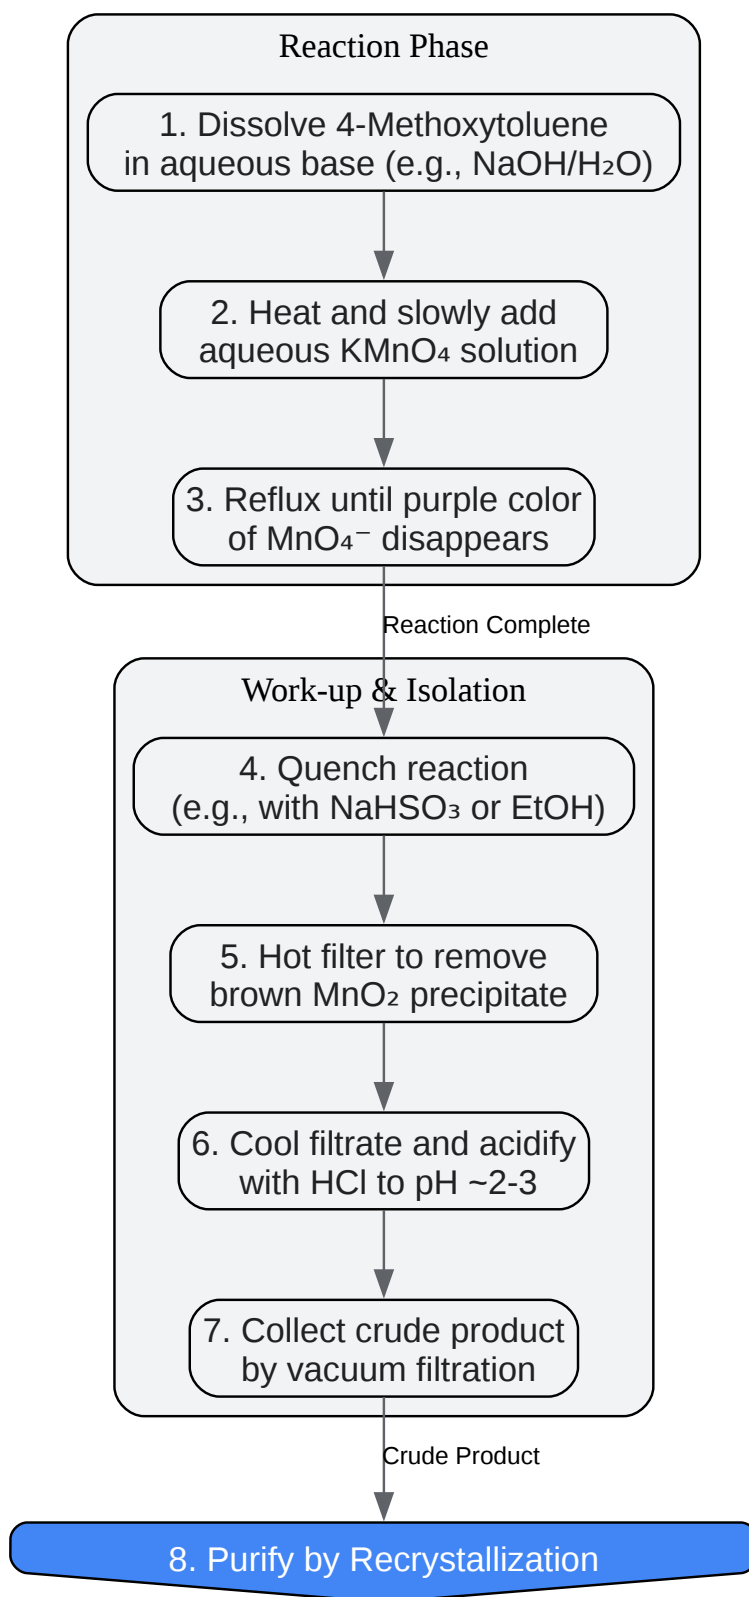 Reaction Phase
1. Dissolve 4-Methoxytoluene
in aqueous base (e.g., NaOH/H₂O)
2. Heat and slowly add
aqueous KMnO₄ solution
3. Reflux until purple color
of MnO₄⁻ disappears
Reaction Complete
Work-up & Isolation
4. Quench reaction
(e.g., with NaHSO₃ or EtOH)
5. Hot filter to remove
brown MnO₂ precipitate
6. Cool filtrate and acidify
with HCl to pH ~2-3
7. Collect crude product
by vacuum filtration
Crude Product
8. Purify by Recrystallization